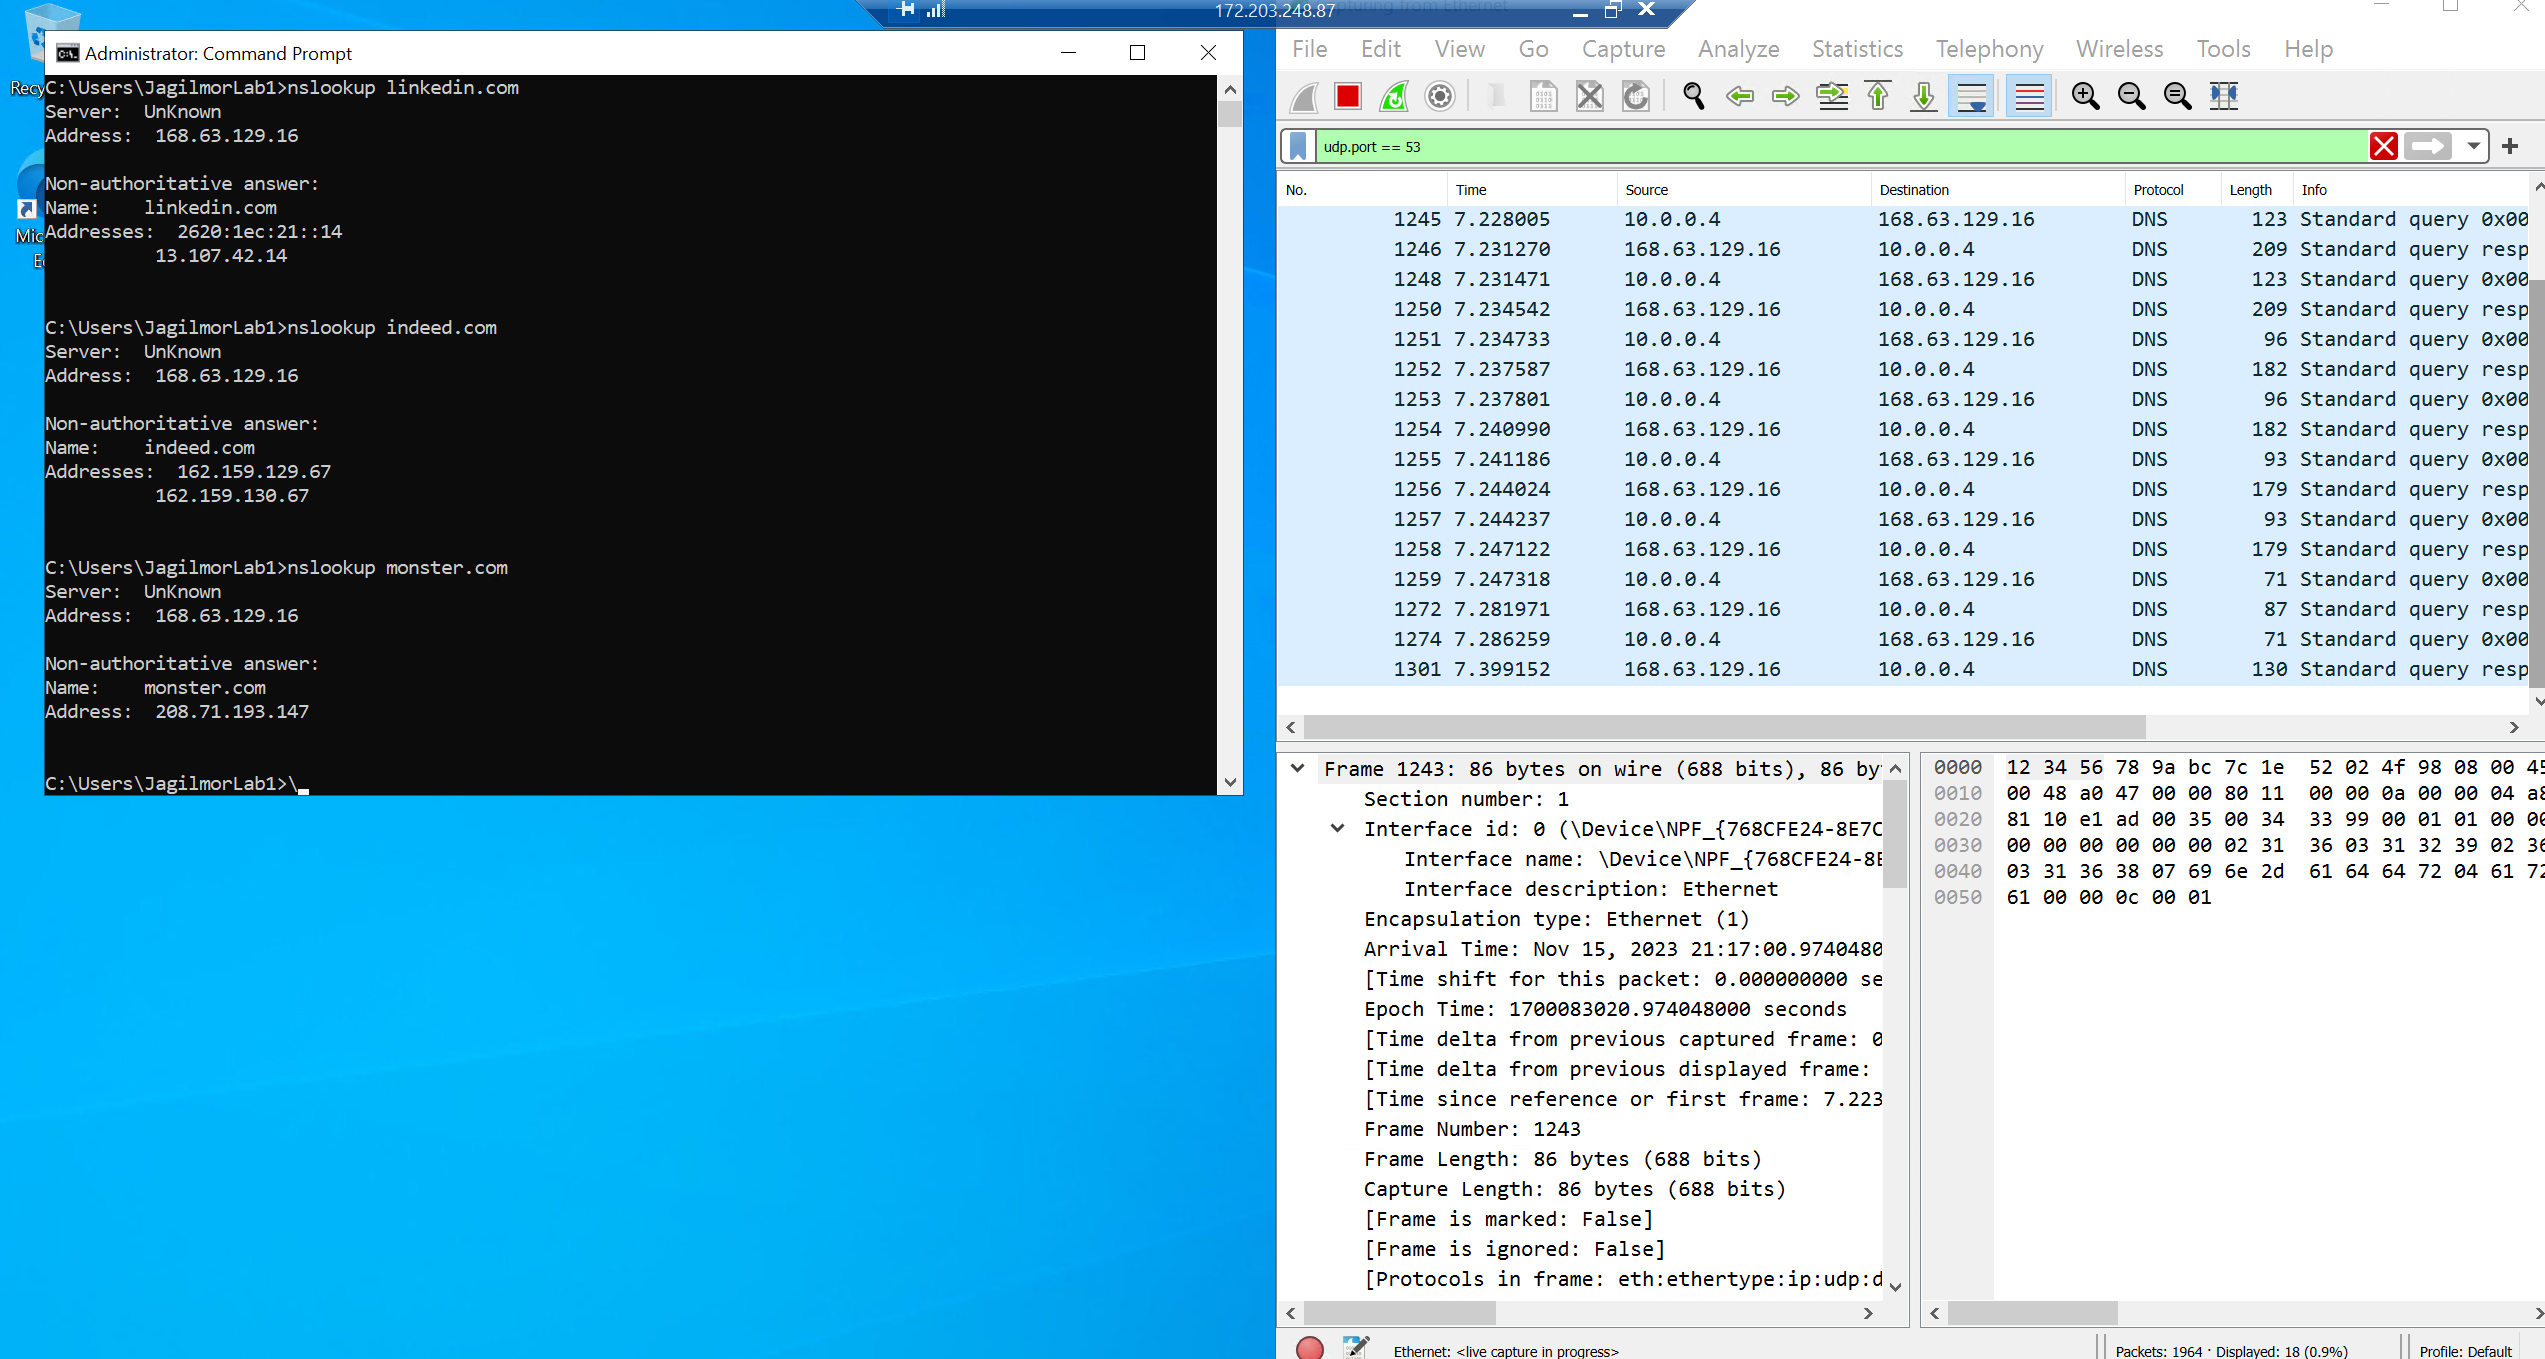 172.203.248.87
Capturing from Ethernet
Administrator: Command Prompt
C:\Users\JagilmorLab1>nslookup linkedin.com
Server:  UnKnown
Address:  168.63.129.16
Non-authoritative answer:
Name:    linkedin.com
Addresses:  2620:1ec:21::14
13.107.42.14
C:\Users\JagilmorLab1>nslookup indeed.com
Server:  UnKnown
Address:  168.63.129.16
Non-authoritative answer:
Name:    indeed.com
Addresses:  162.159.129.67
162.159.130.67
C:\Users\JagilmorLab1>nslookup monster.com
Server:  UnKnown
Address:  168.63.129.16
Non-authoritative answer:
Name:    monster.com
Address:  208.71.193.147
C:\Users\JagilmorLab1>\
Recy
Mic
E
File Edit View Go Capture Analyze Statistics Telephony Wireless Tools Help
udp.port == 53
No. Time Source Destination Protocol Length Info
1245 7.228005 10.0.0.4 168.63.129.16 DNS 123 Standard query 0x00
1246 7.231270 168.63.129.16 10.0.0.4 DNS 209 Standard query resp
1248 7.231471 10.0.0.4 168.63.129.16 DNS 123 Standard query 0x00
1250 7.234542 168.63.129.16 10.0.0.4 DNS 209 Standard query resp
1251 7.234733 10.0.0.4 168.63.129.16 DNS 96 Standard query 0x00
1252 7.237587 168.63.129.16 10.0.0.4 DNS 182 Standard query resp
1253 7.237801 10.0.0.4 168.63.129.16 DNS 96 Standard query 0x00
1254 7.240990 168.63.129.16 10.0.0.4 DNS 182 Standard query resp
1255 7.241186 10.0.0.4 168.63.129.16 DNS 93 Standard query 0x00
1256 7.244024 168.63.129.16 10.0.0.4 DNS 179 Standard query resp
1257 7.244237 10.0.0.4 168.63.129.16 DNS 93 Standard query 0x00
1258 7.247122 168.63.129.16 10.0.0.4 DNS 179 Standard query resp
1259 7.247318 10.0.0.4 168.63.129.16 DNS 71 Standard query 0x00
1272 7.281971 168.63.129.16 10.0.0.4 DNS 87 Standard query resp
1274 7.286259 10.0.0.4 168.63.129.16 DNS 71 Standard query 0x00
1301 7.399152 168.63.129.16 10.0.0.4 DNS 130 Standard query resp
Frame 1243: 86 bytes on wire (688 bits), 86 by
Section number: 1
Interface id: 0 (\Device\NPF_{768CFE24-8E7C
Interface name: \Device\NPF_{768CFE24-8E
Interface description: Ethernet
Encapsulation type: Ethernet (1)
Arrival Time: Nov 15, 2023 21:17:00.9740480
[Time shift for this packet: 0.000000000 se
Epoch Time: 1700083020.974048000 seconds
[Time delta from previous captured frame: 0
[Time delta from previous displayed frame:
[Time since reference or first frame: 7.223
Frame Number: 1243
Frame Length: 86 bytes (688 bits)
Capture Length: 86 bytes (688 bits)
[Frame is marked: False]
[Frame is ignored: False]
[Protocols in frame: eth:ethertype:ip:udp:d
0000 12 34 56 78 9a bc 7c 1e 52 02 4f 98 08 00 45
0010 00 48 a0 47 00 00 80 11 00 00 0a 00 00 04 a8
0020 81 10 e1 ad 00 35 00 34 33 99 00 01 01 00 00
0030 00 00 00 00 00 00 02 31 36 03 31 32 39 02 36
0040 03 31 36 38 07 69 6e 2d 61 64 64 72 04 61 72
0050 61 00 00 0c 00 01
Ethernet: <live capture in progress>
Packets: 1964 · Displayed: 18 (0.9%)
Profile: Default